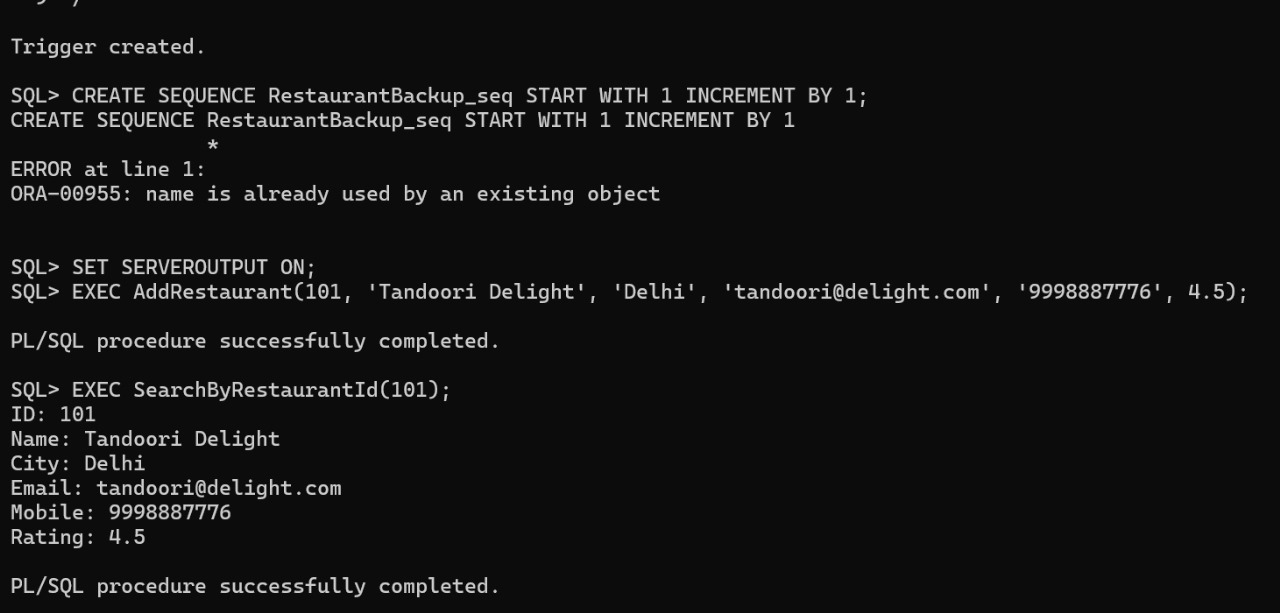 Trigger created.
SQL> CREATE SEQUENCE RestaurantBackup_seq START WITH 1 INCREMENT BY 1;
CREATE SEQUENCE RestaurantBackup_seq START WITH 1 INCREMENT BY 1
*
ERROR at line 1:
ORA-00955: name is already used by an existing object
SQL> SET SERVEROUTPUT ON;
SQL> EXEC AddRestaurant(101, 'Tandoori Delight', 'Delhi', 'tandoori@delight.com', '9998887776', 4.5);
PL/SQL procedure successfully completed.
SQL> EXEC SearchByRestaurantId(101);
ID: 101
Name: Tandoori Delight
City: Delhi
Email: tandoori@delight.com
Mobile: 9998887776
Rating: 4.5
PL/SQL procedure successfully completed.